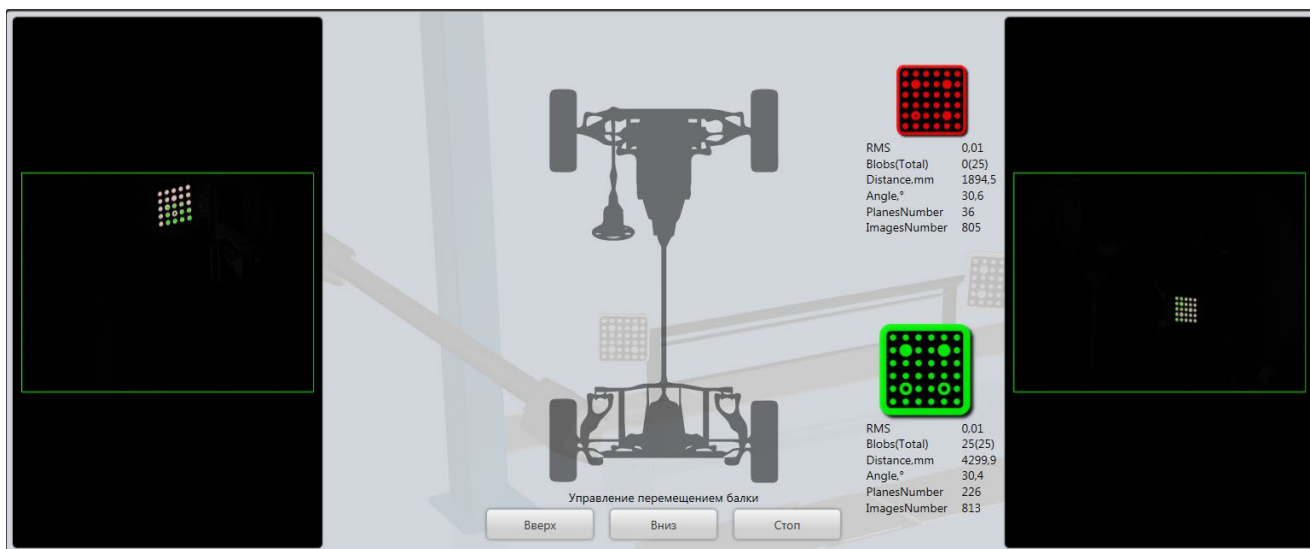 RMS 0,01
Blobs(Total) 0(25)
Distance,mm 1894,5
Angle,° 30,6
PlanesNumber 36
ImagesNumber 805
RMS 0,01
Blobs(Total) 25(25)
Distance,mm 4299,9
Angle,° 30,4
PlanesNumber 226
ImagesNumber 813
Управление перемещением балки
Вверх Вниз Стоп